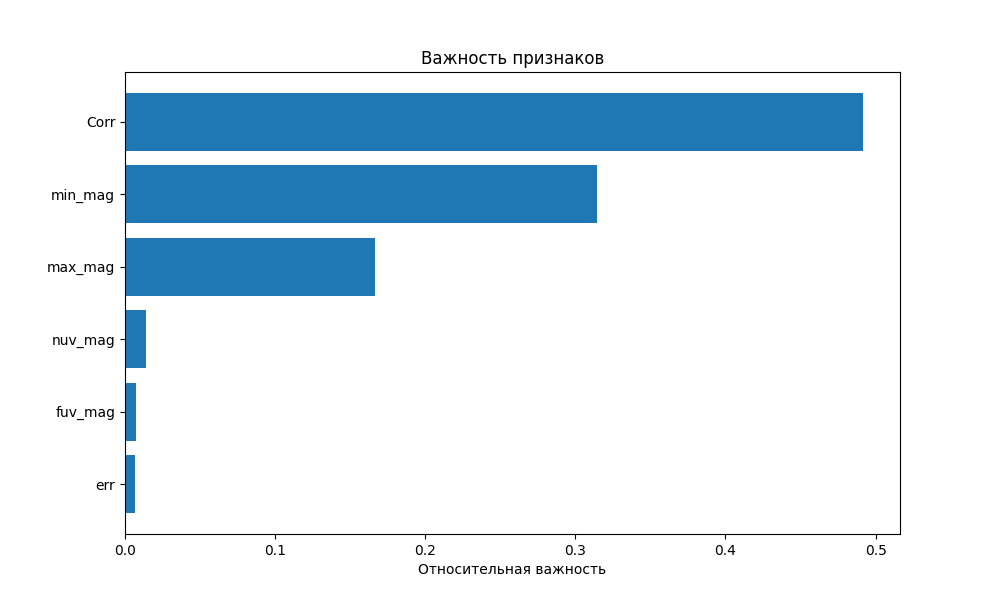 Важность признаков
Corr
min_mag
max_mag
nuv_mag
fuv_mag
err
0.0 0.1 0.2 0.3 0.4 0.5
Относительная важность